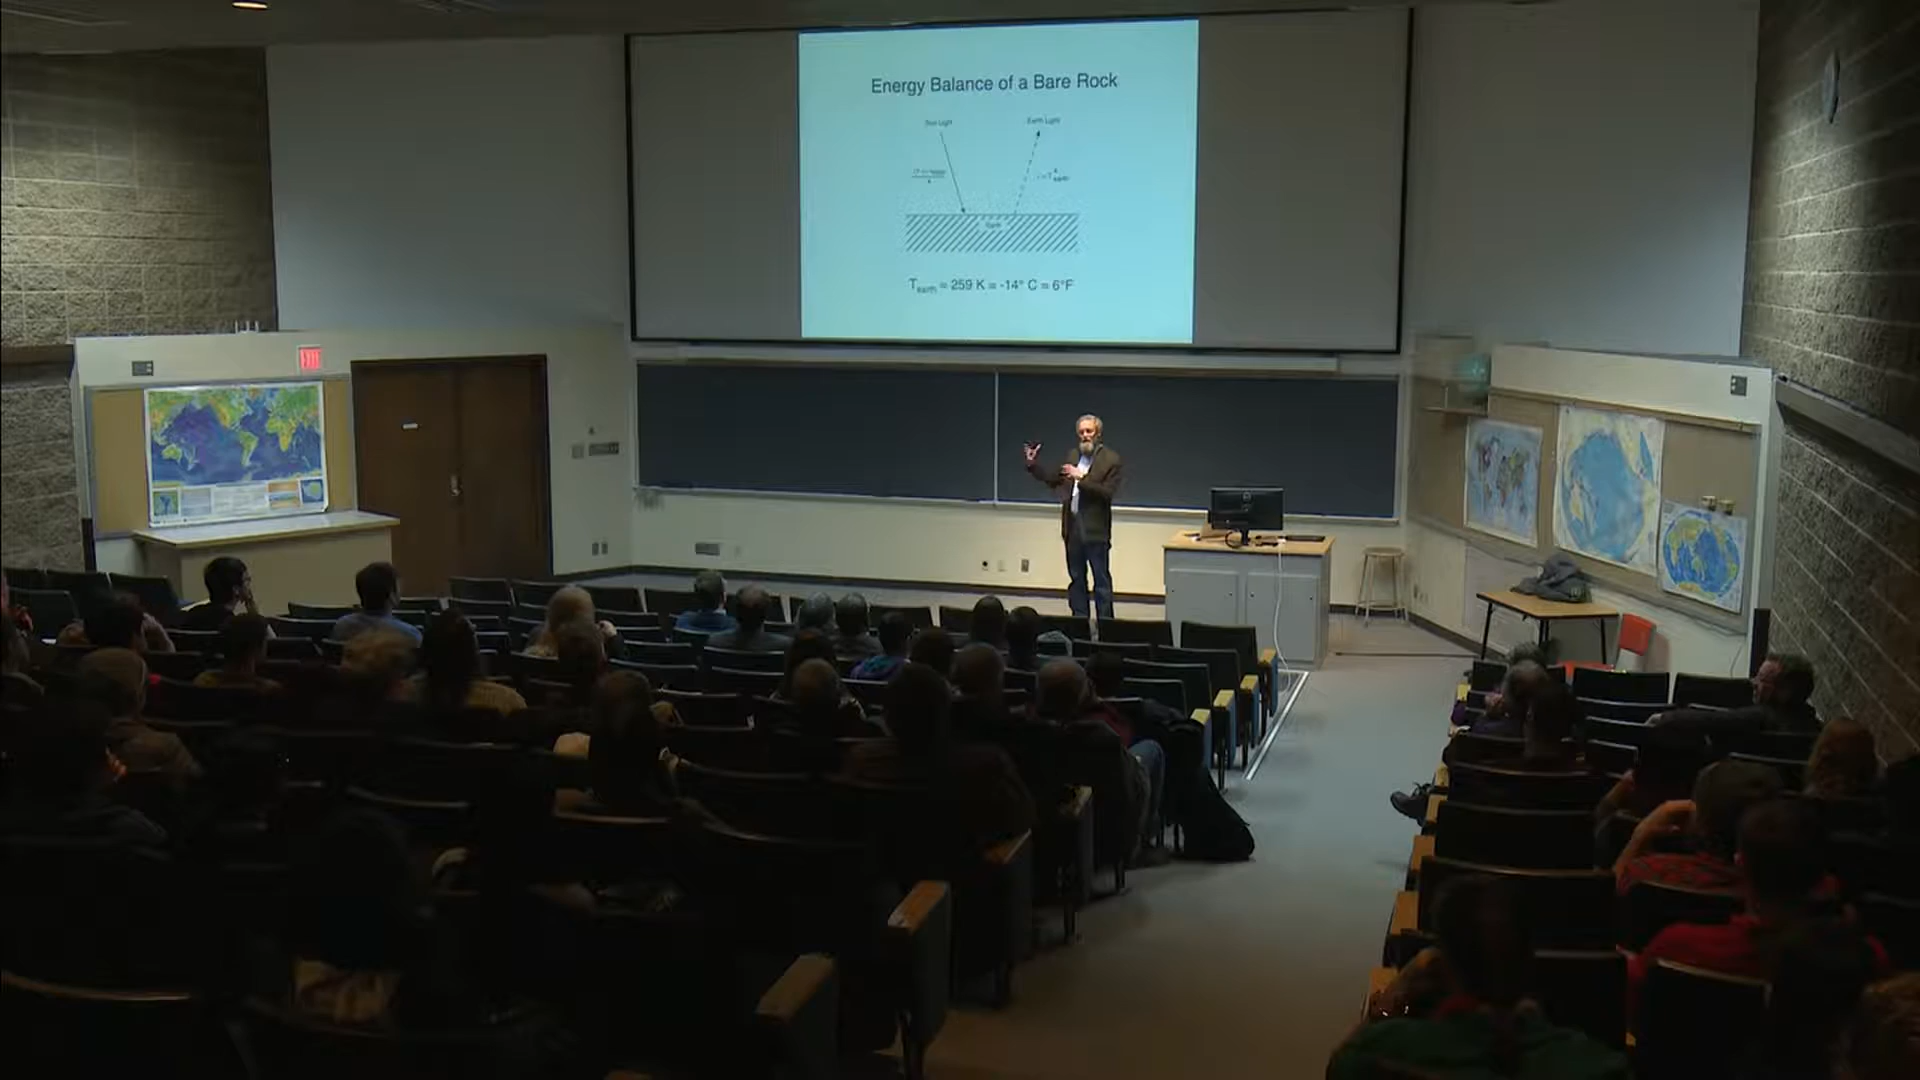 Energy Balance of a Bare Rock
Sun Light
Earth Light
Earth
T earth = 259 K = -14° C = 6°F
EXIT